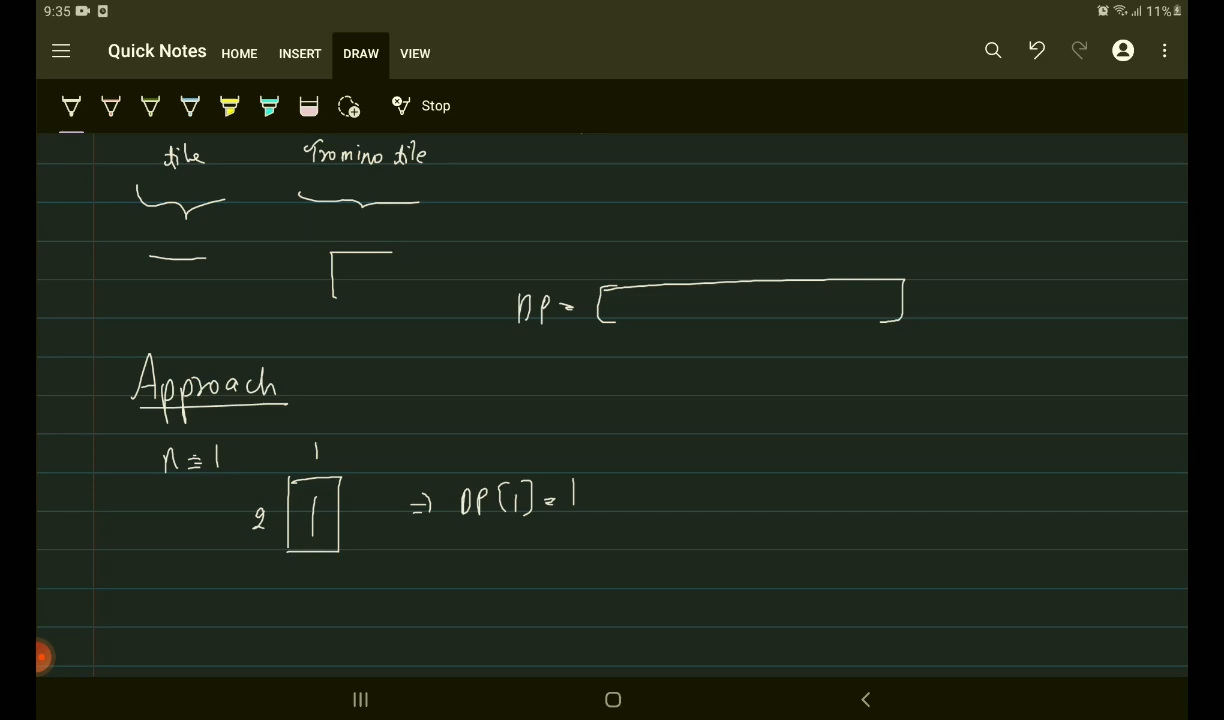 9:35 11%
Quick Notes HOME INSERT DRAW VIEW
Stop
tile Tromino tile
DP =
Approach
n = 1
1
2 ⇒ DP[1] = 1